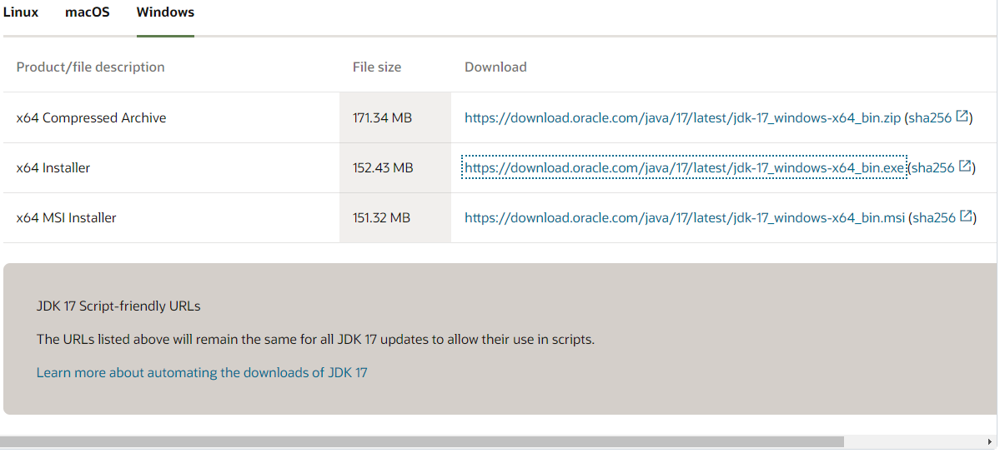 Linux macOS Windows
Product/file description File size Download
x64 Compressed Archive 171.34 MB https://download.oracle.com/java/17/latest/jdk-17_windows-x64_bin.zip (sha256)
x64 Installer 152.43 MB https://download.oracle.com/java/17/latest/jdk-17_windows-x64_bin.exe (sha256)
x64 MSI Installer 151.32 MB https://download.oracle.com/java/17/latest/jdk-17_windows-x64_bin.msi (sha256)
JDK 17 Script-friendly URLs
The URLs listed above will remain the same for all JDK 17 updates to allow their use in scripts.
Learn more about automating the downloads of JDK 17